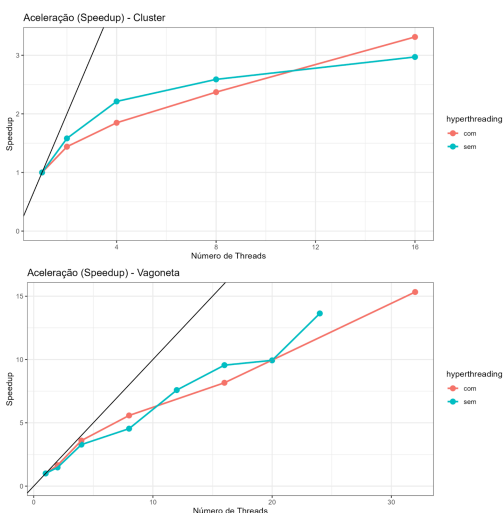 Aceleração (Speedup) - Cluster
3
2
1
0
Speedup
4
8
12
16
Número de Threads
hyperthreading
com
sem
Aceleração (Speedup) - Vagoneta
15
10
5
0
Speedup
0
10
20
30
Número de Threads
hyperthreading
com
sem